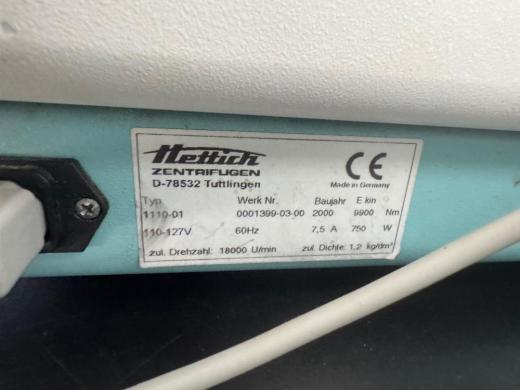 Hettich
ZENTRIFUGEN
D-78532 Tuttlingen
CE
Made in Germany
Typ Werk Nr. Baujahr E kin
1110-01 0001399-03-00 2000 9900 Nm
110-127V 60Hz 7,5 A 750 W
zul. Drehzahl: 18000 U/min zul. Dichte: 1,2 kg/dm³